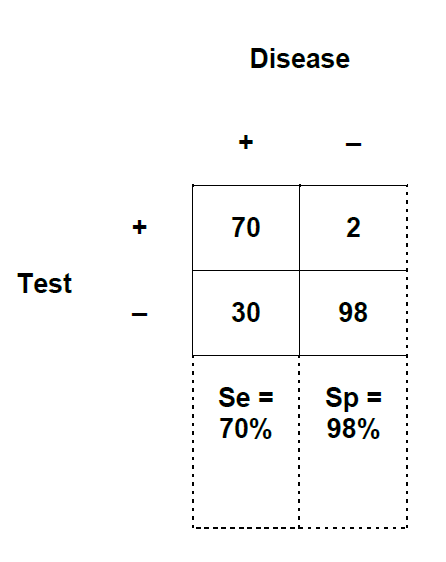 Disease
+ –
+ 70 2
Test
– 30 98
Se = Sp =
70% 98%